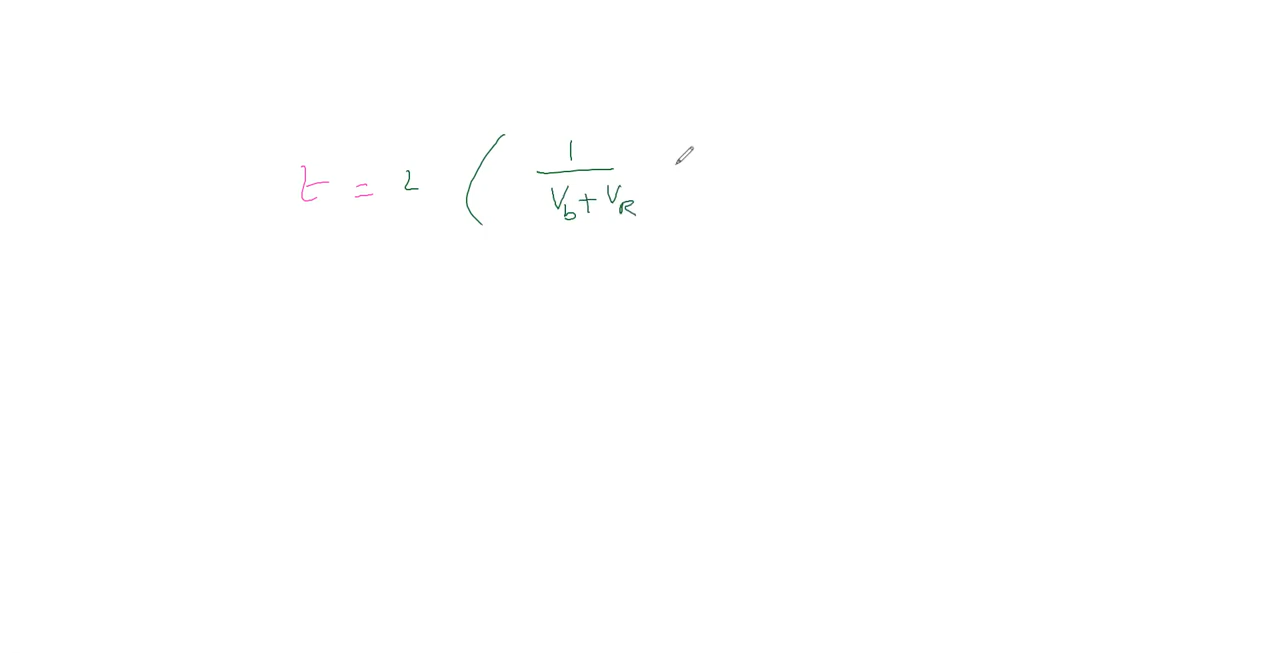 t = L ( 1 / (V_b + V_R)